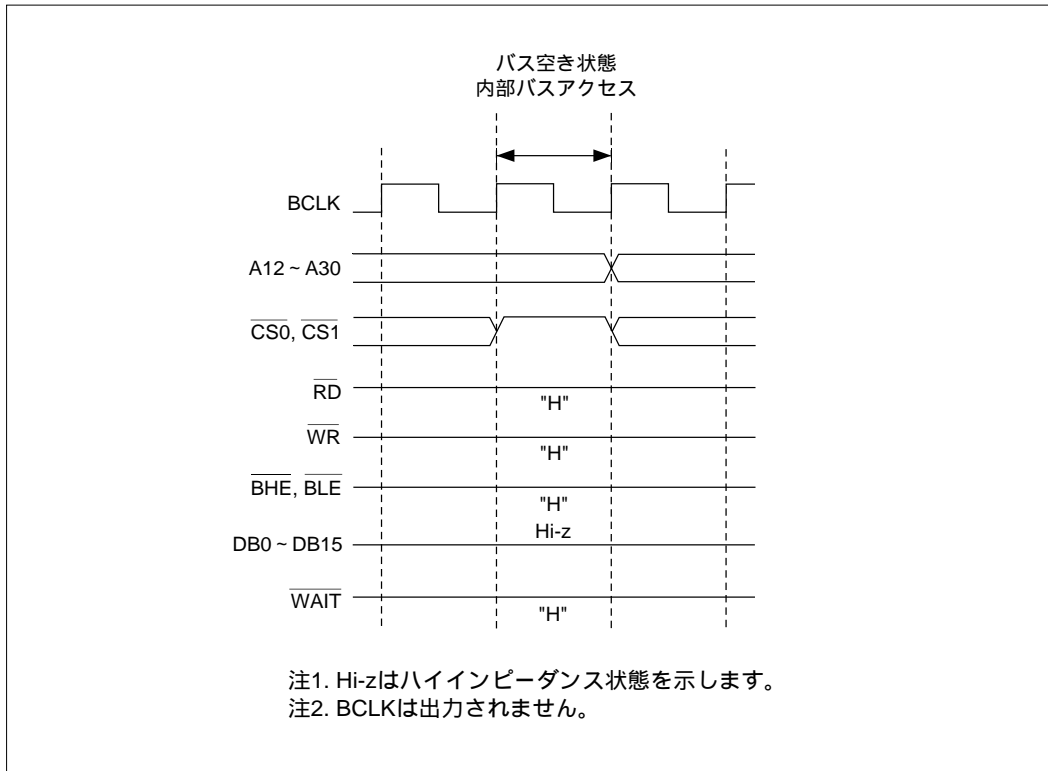 バス空き状態
内部バスアクセス
BCLK
A12 ~ A30
CS0, CS1
RD
"H"
WR
"H"
BHE, BLE
"H"
Hi-z
DB0 ~ DB15
WAIT
"H"
注1. Hi-zはハイインピーダンス状態を示します。
注2. BCLKは出力されません。